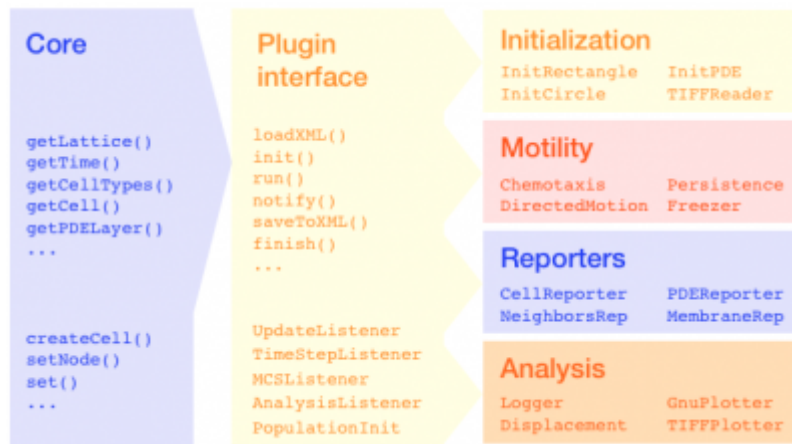 Core
getLattice()
getTime()
getCellTypes()
getCell()
getPDELayer()
...
createCell()
setNode()
set()
...
Plugin
interface
loadXML()
init()
run()
notify()
saveToXML()
finish()
...
UpdateListener
TimeStepListener
MCSListener
AnalysisListener
PopulationInit
Initialization
InitRectangle InitPDE
InitCircle TIFFReader
Motility
Chemotaxis Persistence
DirectedMotion Freezer
Reporters
CellReporter PDEReporter
NeighborsRep MembraneRep
Analysis
Logger GnuPlotter
Displacement TIFFPlotter